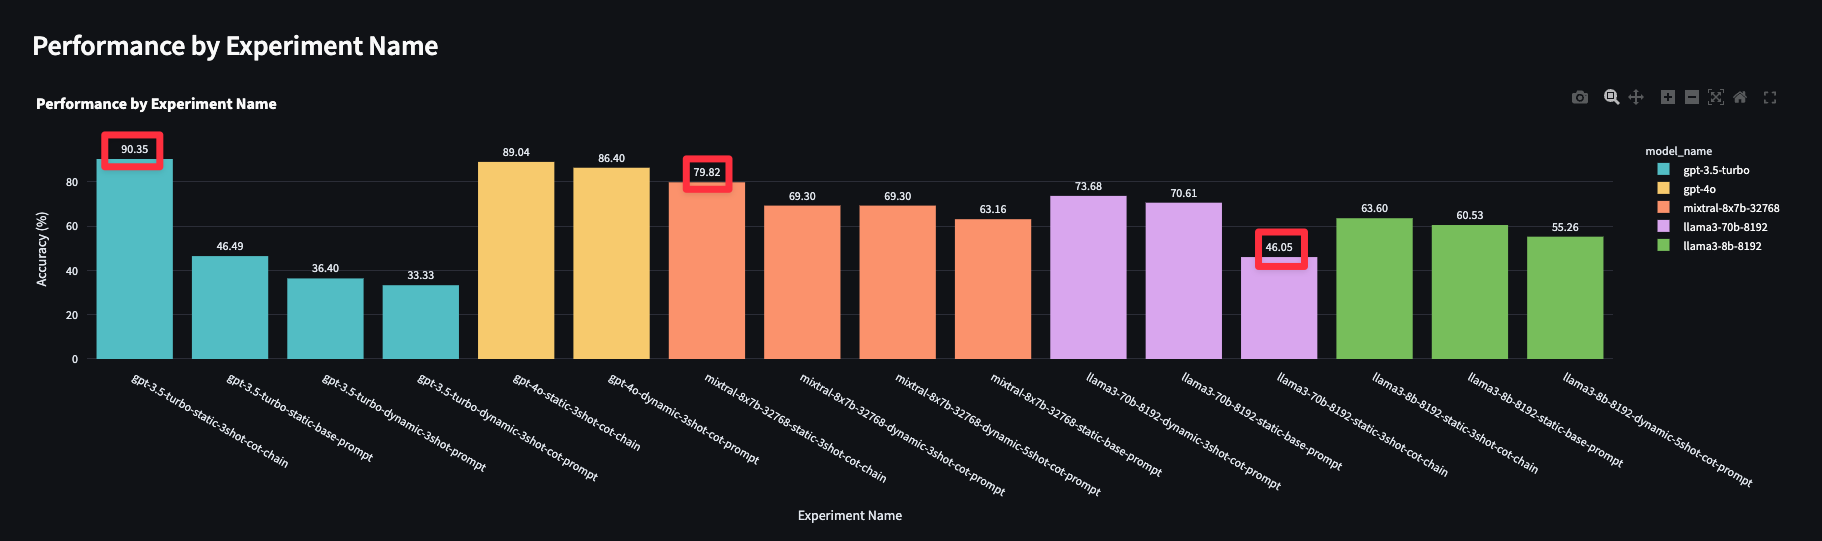 Performance by Experiment Name
Performance by Experiment Name
90.35
46.49
36.40
33.33
89.04
86.40
79.82
69.30
69.30
63.16
73.68
70.61
46.05
63.60
60.53
55.26
80
60
40
20
0
Accuracy (%)
gpt-3.5-turbo-static-3shot-cot-chain
gpt-3.5-turbo-static-base-prompt
gpt-3.5-turbo-dynamic-3shot-prompt
gpt-3.5-turbo-dynamic-3shot-cot-prompt
gpt-4o-static-3shot-cot-chain
gpt-4o-dynamic-3shot-cot-prompt
mixtral-8x7b-32768-static-3shot-cot-chain
mixtral-8x7b-32768-dynamic-3shot-cot-prompt
mixtral-8x7b-32768-dynamic-5shot-cot-prompt
mixtral-8x7b-32768-static-base-prompt
llama3-70b-8192-dynamic-3shot-cot-prompt
llama3-70b-8192-static-base-prompt
llama3-70b-8192-static-3shot-cot-chain
llama3-8b-8192-static-3shot-cot-chain
llama3-8b-8192-static-base-prompt
llama3-8b-8192-dynamic-5shot-cot-prompt
Experiment Name
model_name
gpt-3.5-turbo
gpt-4o
mixtral-8x7b-32768
llama3-70b-8192
llama3-8b-8192